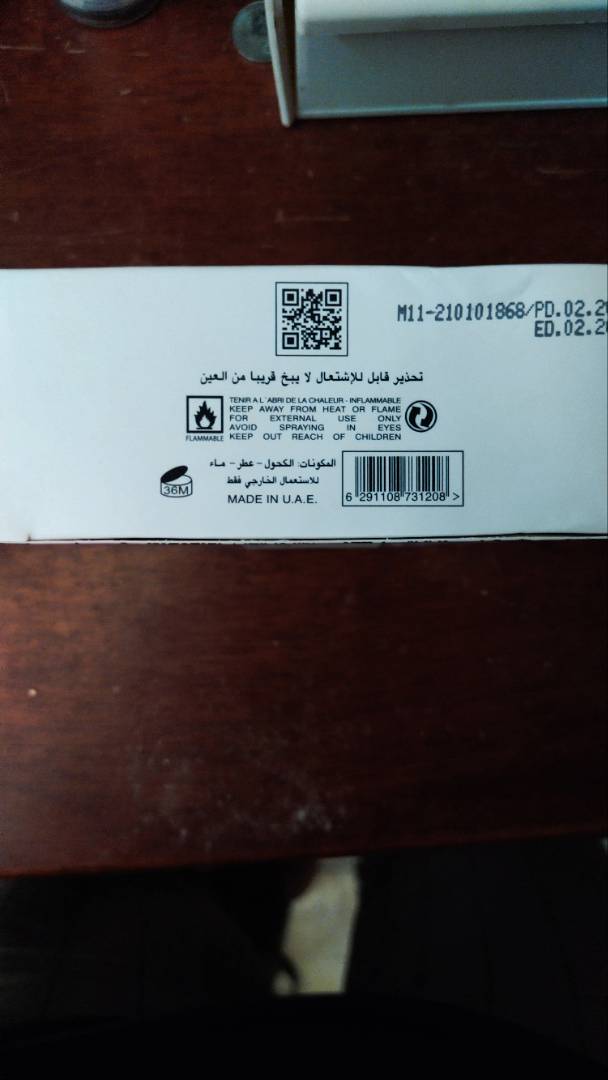 M11-210101868/PD.02.2
ED.02.2
تحذير قابل للإشتعال لا يبخ قريبا من العين
TENIR A L'ABRI DE LA CHALEUR - INFLAMMABLE
KEEP AWAY FROM HEAT OR FLAME
FOR EXTERNAL USE ONLY
AVOID SPRAYING IN EYES
KEEP OUT REACH OF CHILDREN
FLAMMABLE
المكونات: الكحول - عطر - ماء
للاستعمال الخارجي فقط
MADE IN U.A.E.
36M
6 291108 731208 >